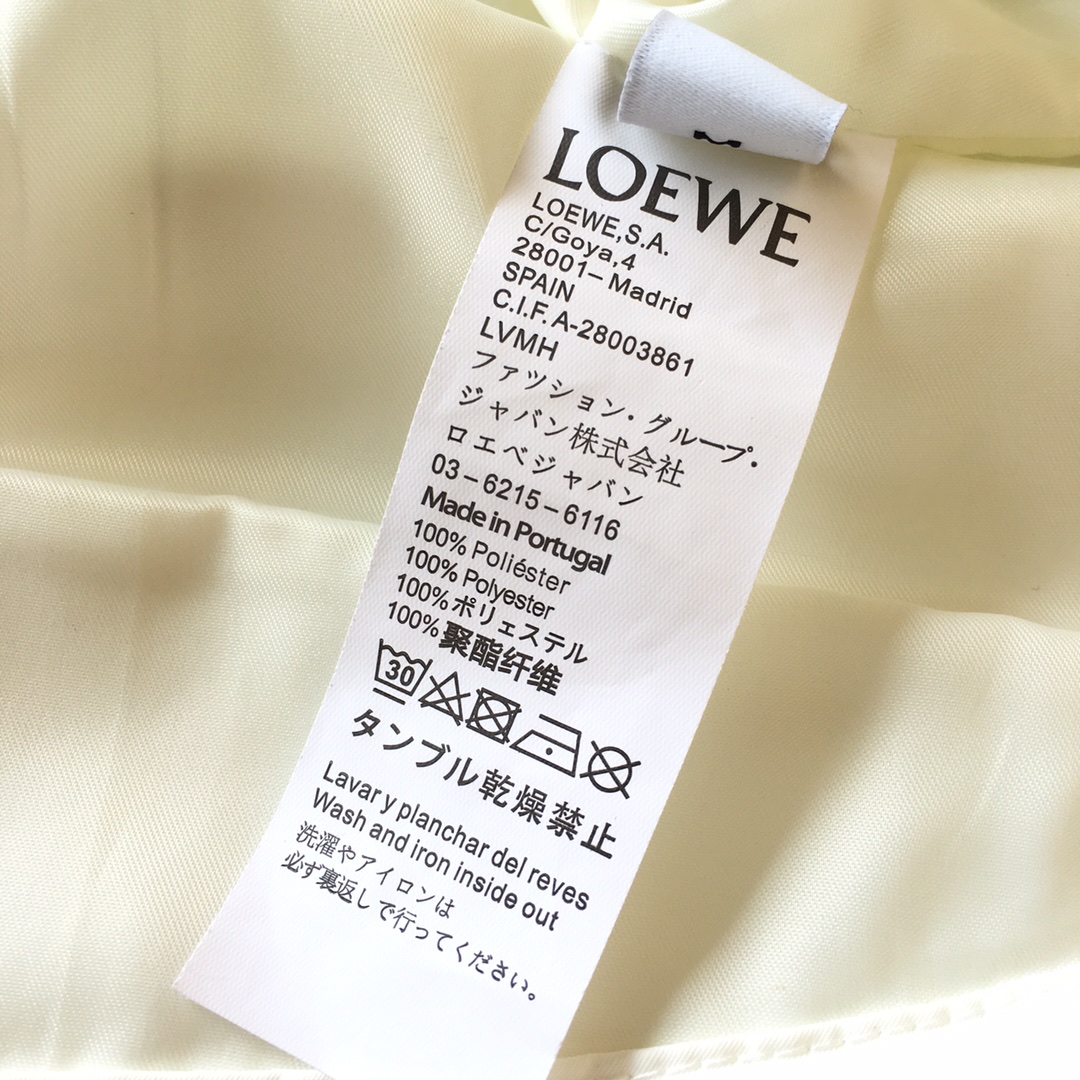 LOEWE
LOEWE,S.A.
C/Goya,4
28001-Madrid
SPAIN
C.I.F. A-28003861
LVMH
ファツション・グループ・
ジャバン株式会社
ロエベジャバン
03-6215-6116
Made in Portugal
100% Poliéster
100% Polyester
100%ポリェステル
100%聚酯纤维
30
タンブル乾燥禁止
Lavar y planchar del reves
Wash and iron inside out
洗濯やアイロンは
必ず裏返しで行ってください。